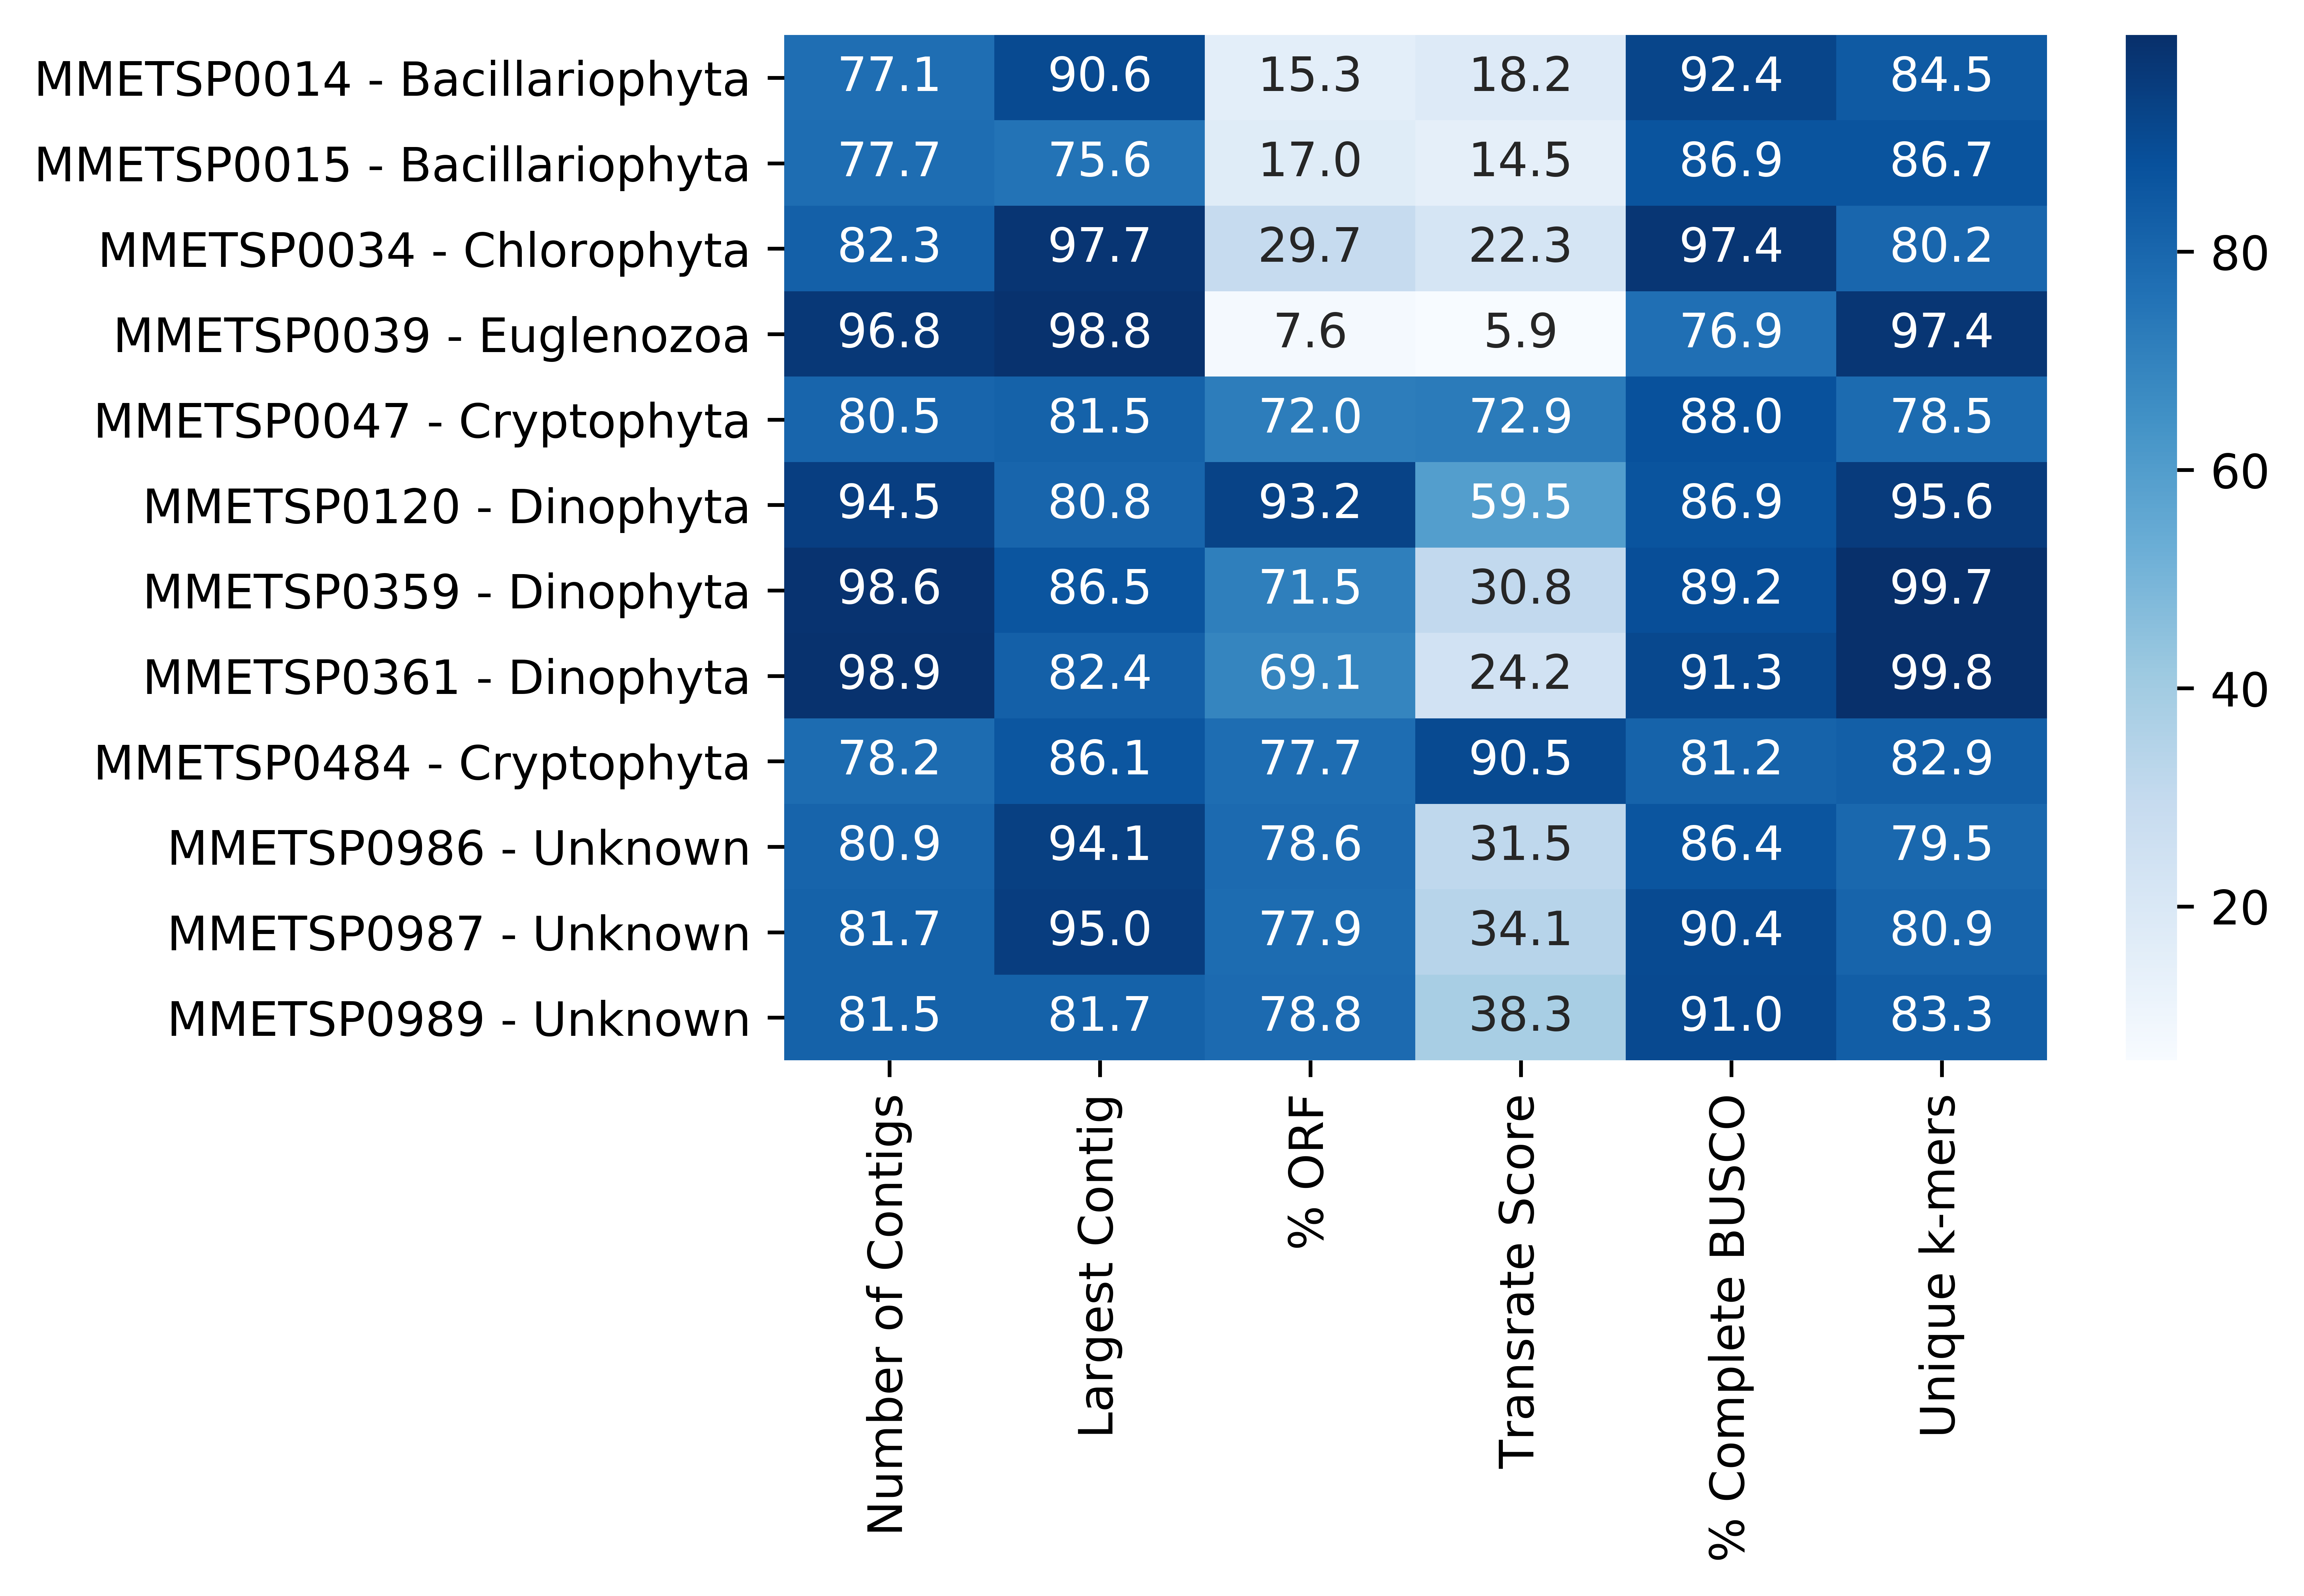 MMETSP0014 - Bacillariophyta 77.1 90.6 15.3 18.2 92.4 84.5
MMETSP0015 - Bacillariophyta 77.7 75.6 17.0 14.5 86.9 86.7
MMETSP0034 - Chlorophyta 82.3 97.7 29.7 22.3 97.4 80.2
MMETSP0039 - Euglenozoa 96.8 98.8 7.6 5.9 76.9 97.4
MMETSP0047 - Cryptophyta 80.5 81.5 72.0 72.9 88.0 78.5
MMETSP0120 - Dinophyta 94.5 80.8 93.2 59.5 86.9 95.6
MMETSP0359 - Dinophyta 98.6 86.5 71.5 30.8 89.2 99.7
MMETSP0361 - Dinophyta 98.9 82.4 69.1 24.2 91.3 99.8
MMETSP0484 - Cryptophyta 78.2 86.1 77.7 90.5 81.2 82.9
MMETSP0986 - Unknown 80.9 94.1 78.6 31.5 86.4 79.5
MMETSP0987 - Unknown 81.7 95.0 77.9 34.1 90.4 80.9
MMETSP0989 - Unknown 81.5 81.7 78.8 38.3 91.0 83.3
Number of Contigs
Largest Contig
% ORF
Transrate Score
% Complete BUSCO
Unique k-mers
80
60
40
20